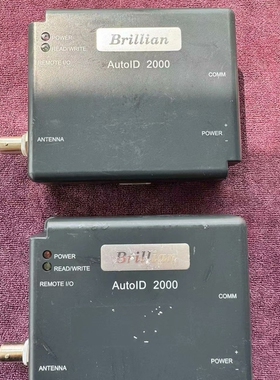 POWER
READ/WRITE
Brillian
REMOTE I/O
AutoID 2000
COMM
ANTENNA
POWER
POWER
READ/WRITE
Brill
REMOTE I/O
AutoID 2000
COMM
ANTENNA
POWER